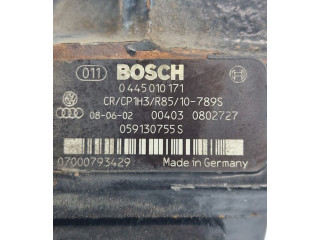 011 BOSCH
0 445 010 171
CR/CP1H3/R85/10-789S
08-06-02 00403 0802727
059130755S
07000793429 Made in Germany